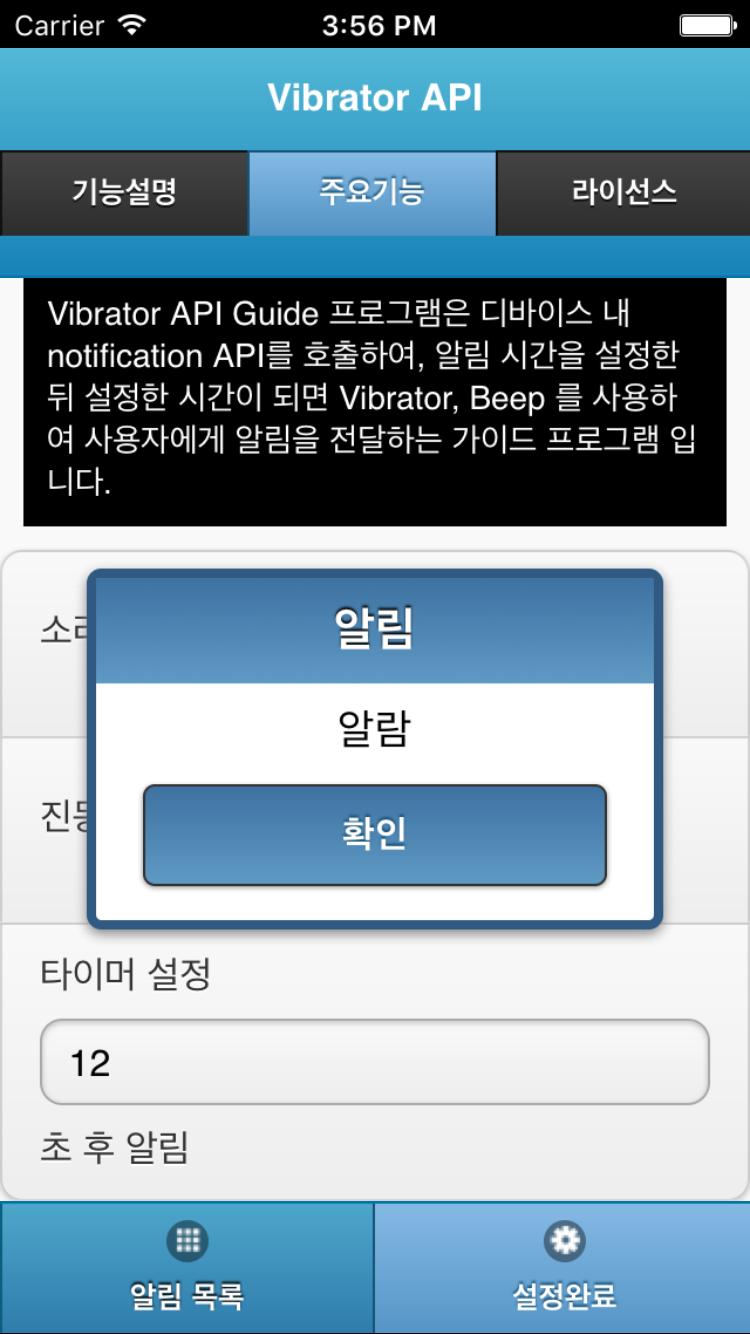 Carrier 3:56 PM
Vibrator API
기능설명 주요기능 라이선스
Vibrator API Guide 프로그램은 디바이스 내
notification API를 호출하여, 알림 시간을 설정한
뒤 설정한 시간이 되면 Vibrator, Beep 를 사용하
여 사용자에게 알림을 전달하는 가이드 프로그램 입
니다.
알림
알람
확인
타이머 설정
12
초 후 알림
알림 목록 설정완료